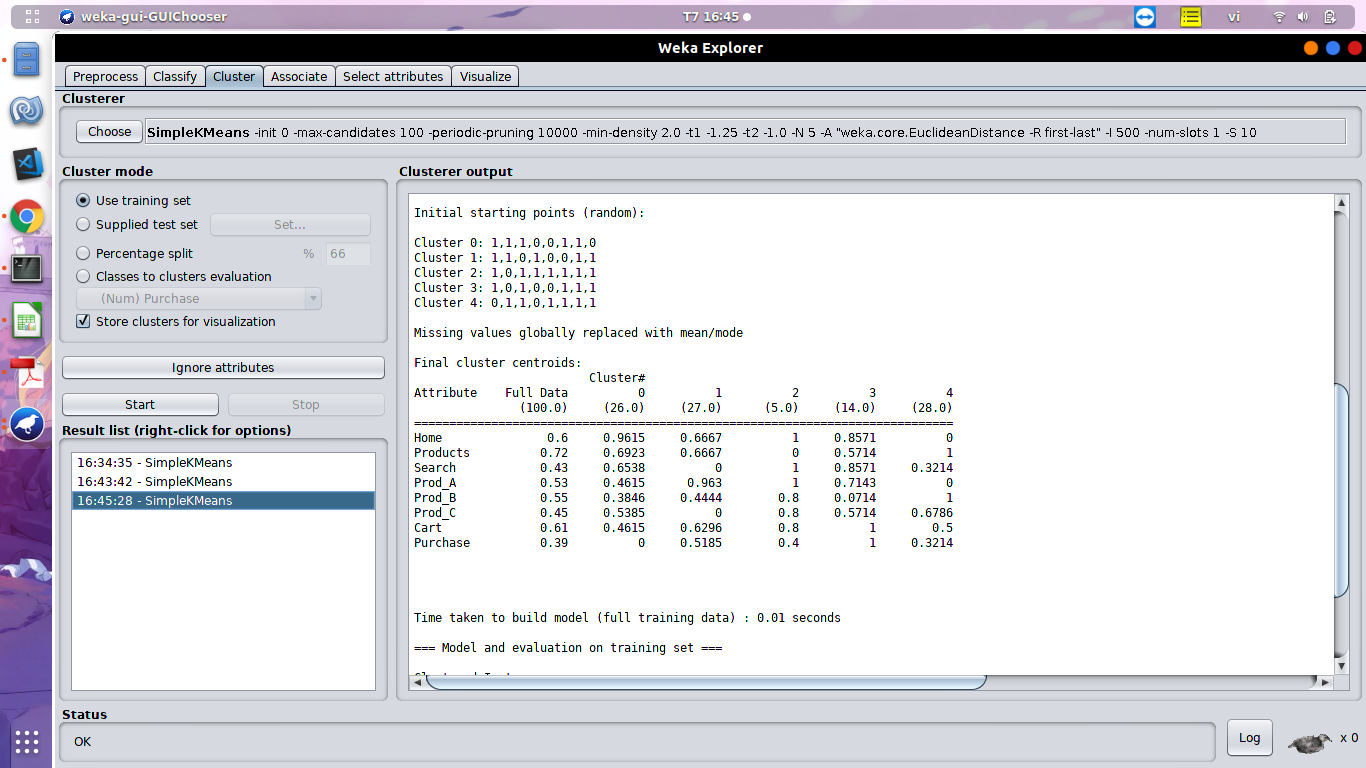 weka-gui-GUIChooser T7 16:45 vi
Weka Explorer
Preprocess Classify Cluster Associate Select attributes Visualize
Clusterer
Choose SimpleKMeans -init 0 -max-candidates 100 -periodic-pruning 10000 -min-density 2.0 -t1 -1.25 -t2 -1.0 -N 5 -A "weka.core.EuclideanDistance -R first-last" -I 500 -num-slots 1 -S 10
Cluster mode
Use training set
Supplied test set Set...
Percentage split % 66
Classes to clusters evaluation
(Num) Purchase
Store clusters for visualization
Ignore attributes
Start Stop
Result list (right-click for options)
16:34:35 - SimpleKMeans
16:43:42 - SimpleKMeans
16:45:28 - SimpleKMeans
Clusterer output
Initial starting points (random):
Cluster 0: 1,1,1,0,0,1,1,0
Cluster 1: 1,1,0,1,0,0,1,1
Cluster 2: 1,0,1,1,1,1,1,1
Cluster 3: 1,0,1,0,0,1,1,1
Cluster 4: 0,1,1,0,1,1,1,1
Missing values globally replaced with mean/mode
Final cluster centroids:
Cluster#
Attribute Full Data 0 1 2 3 4
(100.0) (26.0) (27.0) (5.0) (14.0) (28.0)
=============================================================================
Home 0.6 0.9615 0.6667 1 0.8571 0
Products 0.72 0.6923 0.6667 0 0.5714 1
Search 0.43 0.6538 0 1 0.8571 0.3214
Prod_A 0.53 0.4615 0.963 1 0.7143 0
Prod_B 0.55 0.3846 0.4444 0.8 0.0714 1
Prod_C 0.45 0.5385 0 0.8 0.5714 0.6786
Cart 0.61 0.4615 0.6296 0.8 1 0.5
Purchase 0.39 0 0.5185 0.4 1 0.3214
Time taken to build model (full training data) : 0.01 seconds
=== Model and evaluation on training set ===
Status
OK
Log x 0